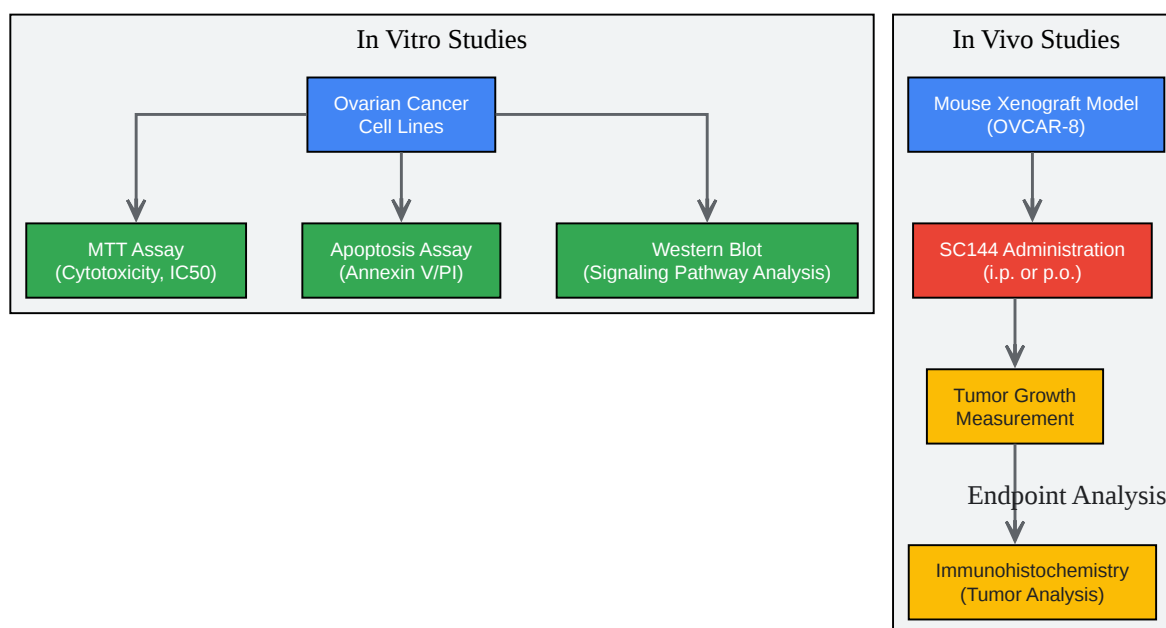 In Vitro Studies
Ovarian Cancer
Cell Lines
MTT Assay
(Cytotoxicity, IC50)
Apoptosis Assay
(Annexin V/PI)
Western Blot
(Signaling Pathway Analysis)
In Vivo Studies
Mouse Xenograft Model
(OVCAR-8)
SC144 Administration
(i.p. or p.o.)
Tumor Growth
Measurement
Endpoint Analysis
Immunohistochemistry
(Tumor Analysis)